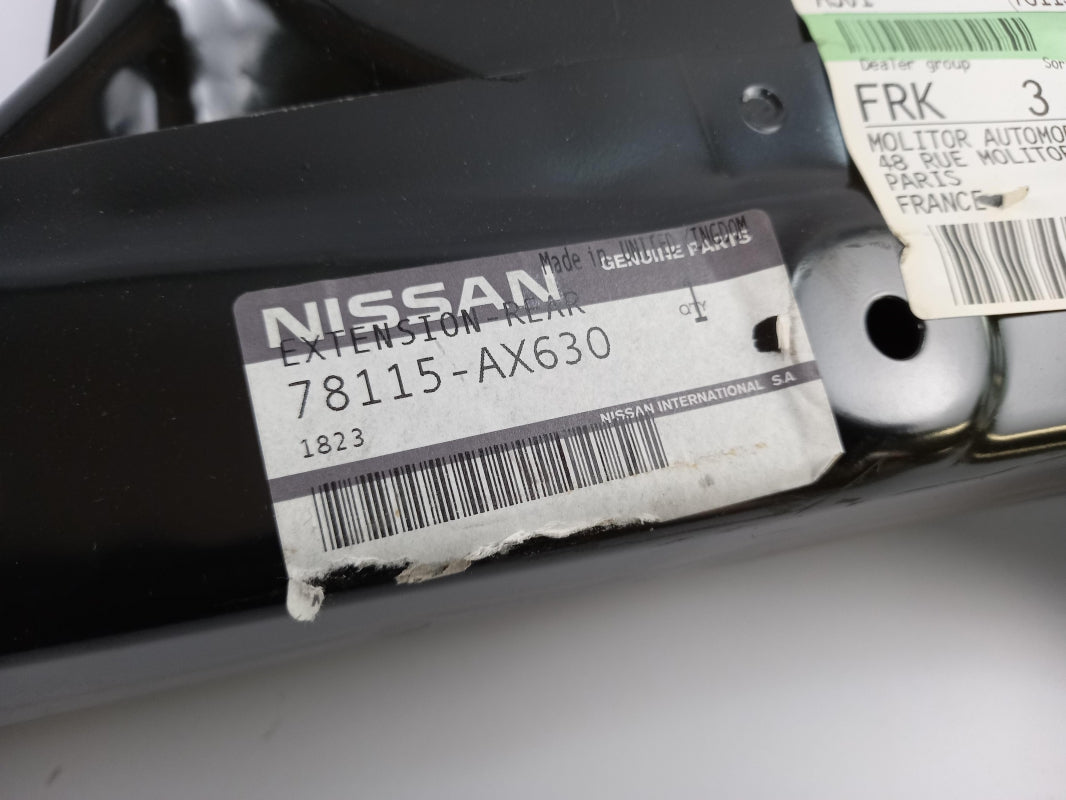 Dealer group
FRK 3
MOLITOR AUTOMO
48 RUE MOLITOR
PARIS
FRANCE
Made in UNITED KINGDOM
NISSAN GENUINE PARTS
EXTENSION-REAR
QTY 1
78115-AX630
1823
NISSAN INTERNATIONAL S.A.